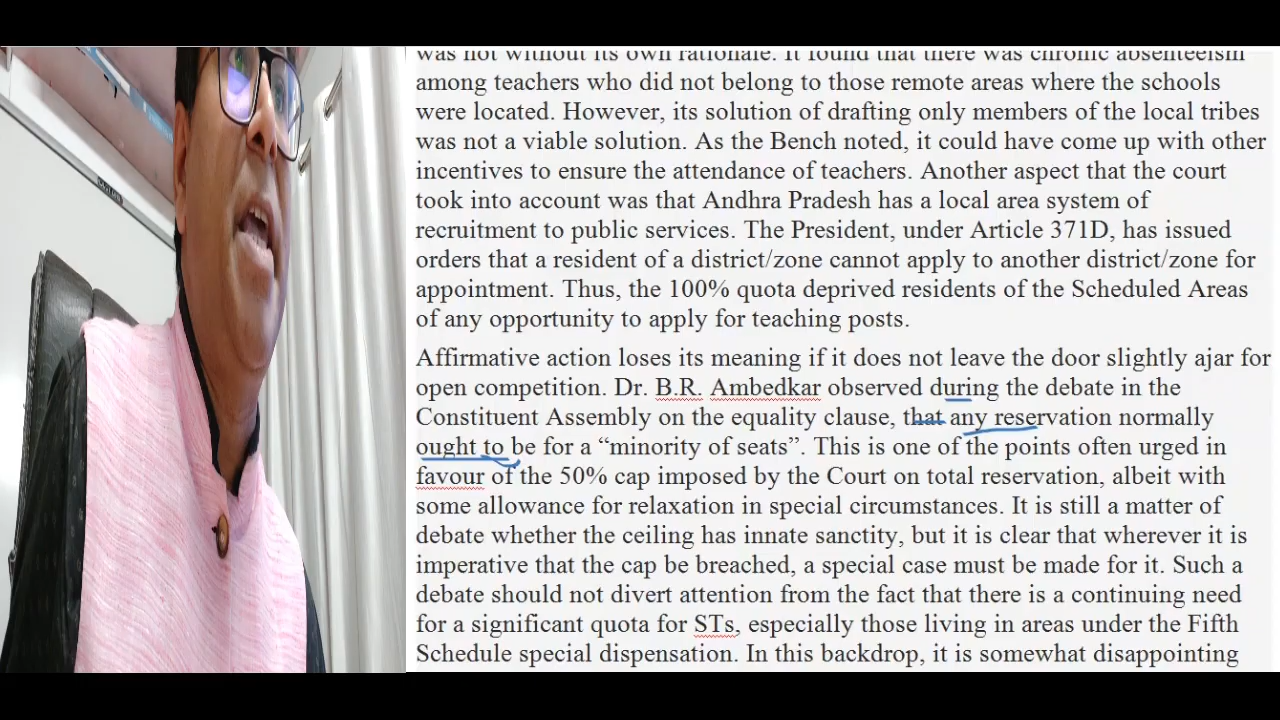 was not without its own rationale. It found that there was chronic absenteeism
among teachers who did not belong to those remote areas where the schools
were located. However, its solution of drafting only members of the local tribes
was not a viable solution. As the Bench noted, it could have come up with other
incentives to ensure the attendance of teachers. Another aspect that the court
took into account was that Andhra Pradesh has a local area system of
recruitment to public services. The President, under Article 371D, has issued
orders that a resident of a district/zone cannot apply to another district/zone for
appointment. Thus, the 100% quota deprived residents of the Scheduled Areas
of any opportunity to apply for teaching posts.
Affirmative action loses its meaning if it does not leave the door slightly ajar for
open competition. Dr. B.R. Ambedkar observed during the debate in the
Constituent Assembly on the equality clause, that any reservation normally
ought to be for a “minority of seats”. This is one of the points often urged in
favour of the 50% cap imposed by the Court on total reservation, albeit with
some allowance for relaxation in special circumstances. It is still a matter of
debate whether the ceiling has innate sanctity, but it is clear that wherever it is
imperative that the cap be breached, a special case must be made for it. Such a
debate should not divert attention from the fact that there is a continuing need
for a significant quota for STs, especially those living in areas under the Fifth
Schedule special dispensation. In this backdrop, it is somewhat disappointing